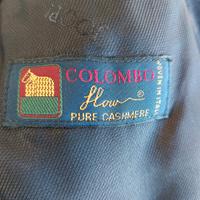 COLOMBO
flow®
PURE CASHMERE
WOVEN IN ITALY